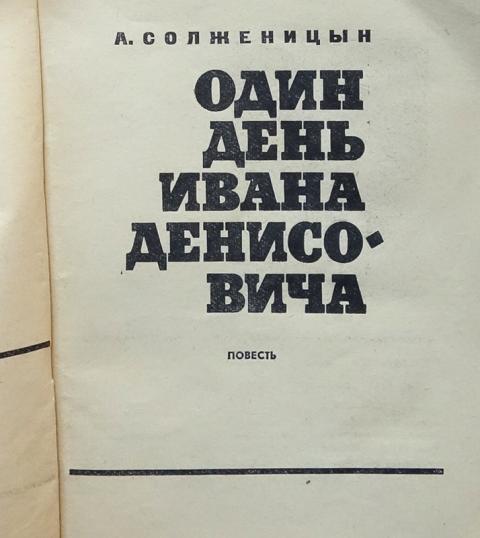 А. СОЛЖЕНИЦЫН
ОДИН
ДЕНЬ
ИВАНА
ДЕНИСО-
ВИЧА
ПОВЕСТЬ